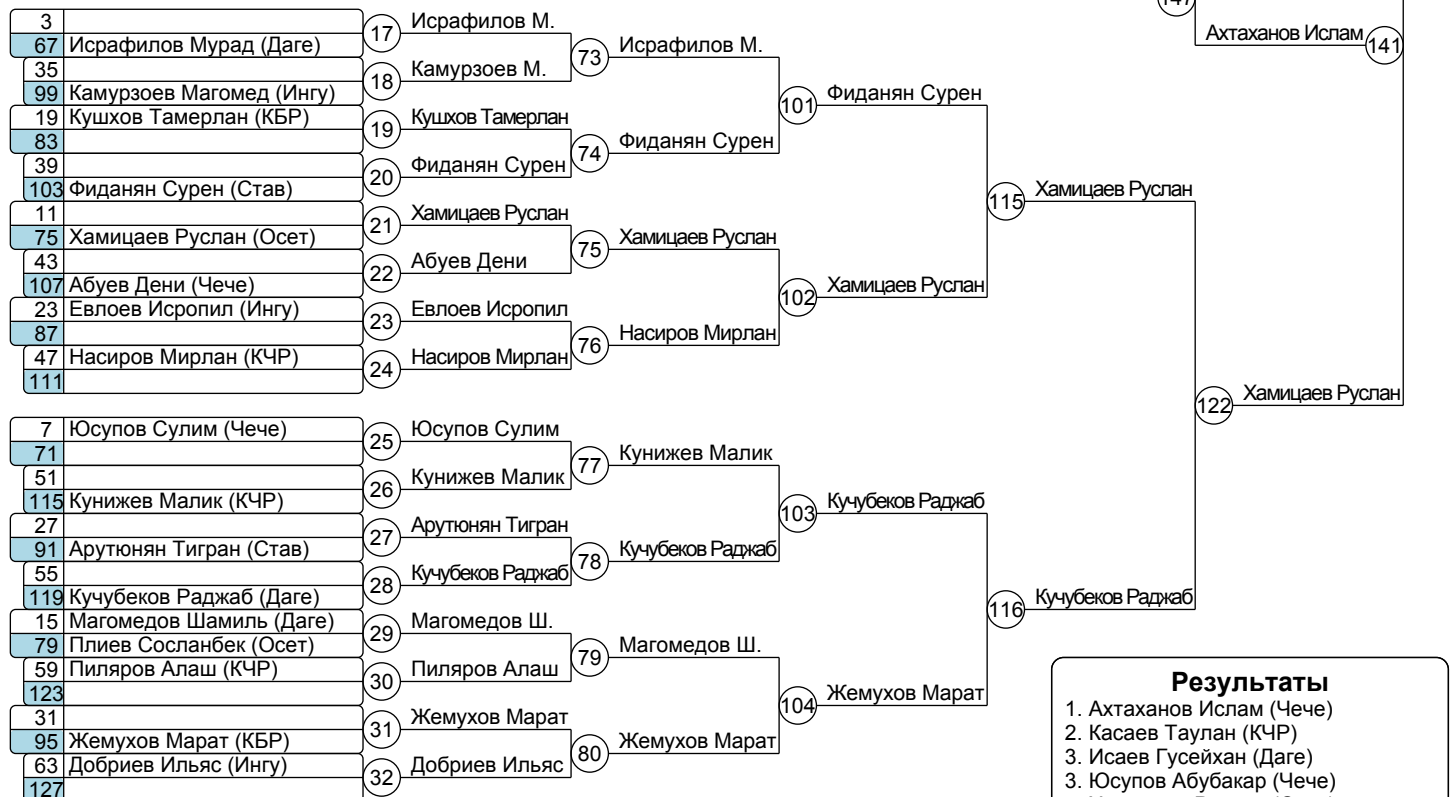 147
Ахтаханов Ислам 141
3 17 Исрафилов М.
67 Исрафилов Мурад (Даге) 73 Исрафилов М.
35 18 Камурзоев М.
99 Камурзоев Магомед (Ингу) 101 Фиданян Сурен
19 Кушхов Тамерлан (КБР) 19 Кушхов Тамерлан
83 74 Фиданян Сурен
39 20 Фиданян Сурен
103 Фиданян Сурен (Став) 115 Хамицаев Руслан
11 21 Хамицаев Руслан
75 Хамицаев Руслан (Осет) 75 Хамицаев Руслан
43 22 Абуев Дени
107 Абуев Дени (Чече) 102 Хамицаев Руслан
23 Евлоев Исропил (Ингу) 23 Евлоев Исропил
87 76 Насиров Мирлан
47 Насиров Мирлан (КЧР) 24 Насиров Мирлан
111
122 Хамицаев Руслан
7 Юсупов Сулим (Чече) 25 Юсупов Сулим
71 77 Кунижев Малик
51 26 Кунижев Малик
115 Кунижев Малик (КЧР) 103 Кучубеков Раджаб
27 27 Арутюнян Тигран
91 Арутюнян Тигран (Став) 78 Кучубеков Раджаб
55 28 Кучубеков Раджаб
119 Кучубеков Раджаб (Даге) 116 Кучубеков Раджаб
15 Магомедов Шамиль (Даге) 29 Магомедов Ш.
79 Плиев Сосланбек (Осет) 79 Магомедов Ш.
59 Пиляров Алаш (КЧР) 30 Пиляров Алаш
123 104 Жемухов Марат
31 31 Жемухов Марат
95 Жемухов Марат (КБР) 80 Жемухов Марат
63 Добриев Ильяс (Ингу) 32 Добриев Ильяс
127
Результаты
1. Ахтаханов Ислам (Чече)
2. Касаев Таулан (КЧР)
3. Исаев Гусейхан (Даге)
3. Юсупов Абубакар (Чече)